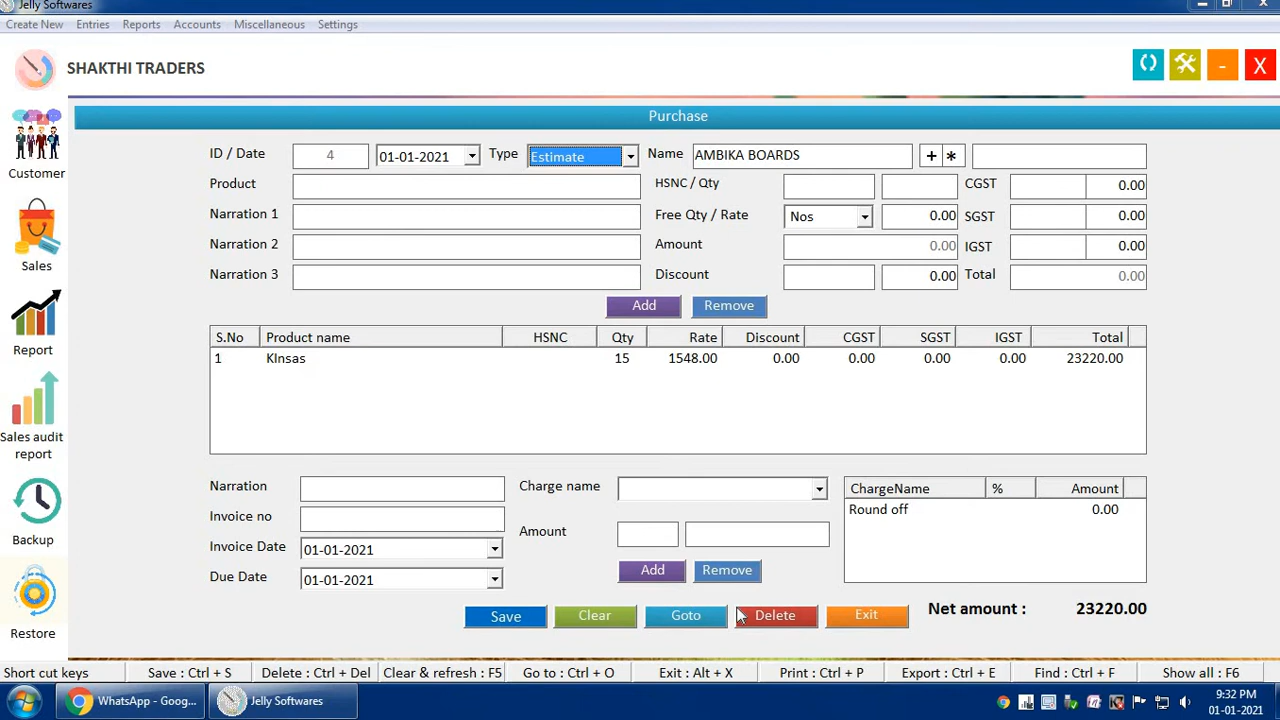 Jelly Softwares
Create New Entries Reports Accounts Miscellaneous Settings
SHAKTHI TRADERS
- X
Purchase
ID / Date 4 01-01-2021 Type Estimate Name AMBIKA BOARDS + *
Product HSNC / Qty CGST 0.00
Narration 1 Free Qty / Rate Nos 0.00 SGST 0.00
Narration 2 Amount 0.00 IGST 0.00
Narration 3 Discount 0.00 Total 0.00
Add Remove
S.No Product name HSNC Qty Rate Discount CGST SGST IGST Total
1 KInsas 15 1548.00 0.00 0.00 0.00 0.00 23220.00
Narration Charge name ChargeName % Amount
Round off 0.00
Invoice no Amount
Invoice Date 01-01-2021
Due Date 01-01-2021 Add Remove
Save Clear Goto Delete Exit Net amount : 23220.00
Customer
Sales
Report
Sales audit
report
Backup
Restore
Short cut keys Save : Ctrl + S Delete : Ctrl + Del Clear & refresh : F5 Go to : Ctrl + O Exit : Alt + X Print : Ctrl + P Export : Ctrl + E Find : Ctrl + F Show all : F6
WhatsApp - Goog... Jelly Softwares 9:32 PM
01-01-2021